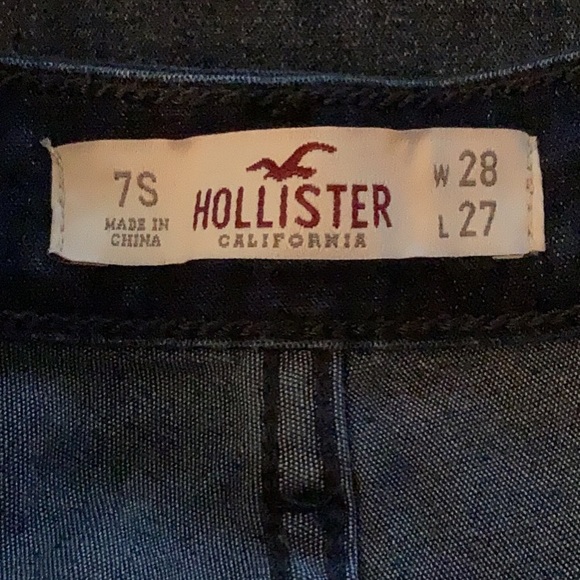 7S
MADE IN
CHINA
HOLLISTER
CALIFORNIA
W 28
L 27